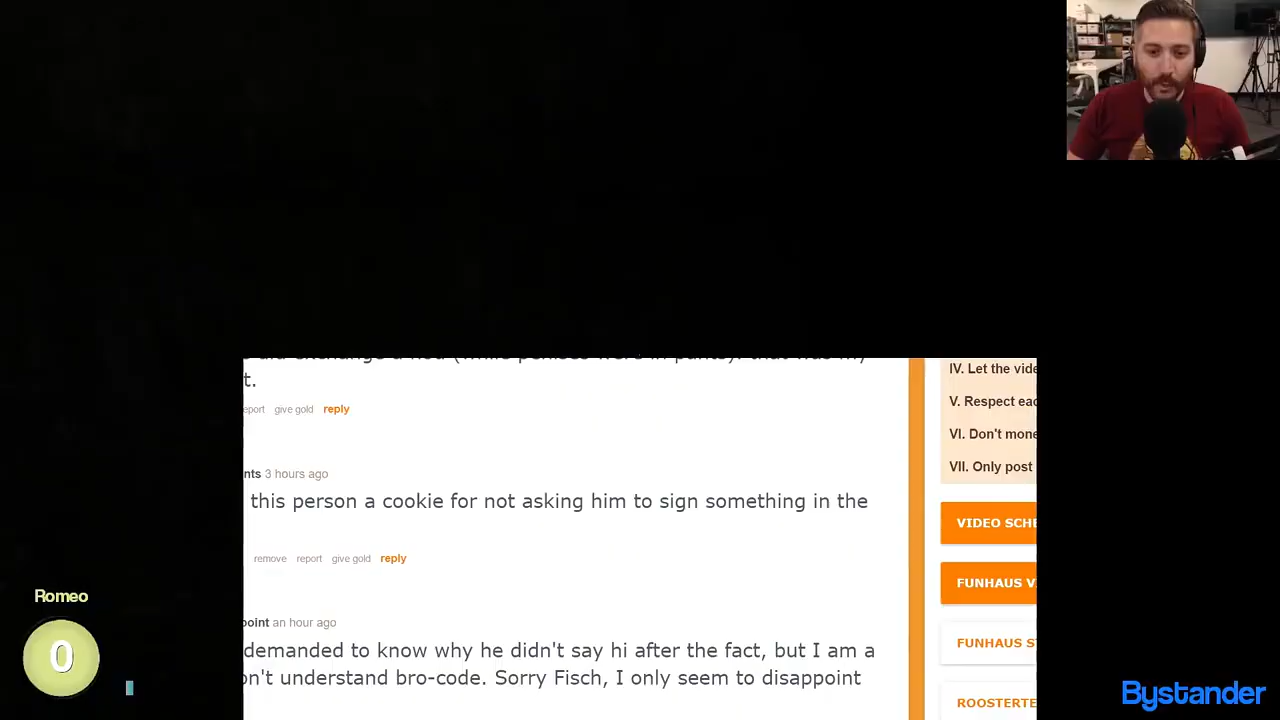 t.
eport give gold reply
nts 3 hours ago
this person a cookie for not asking him to sign something in the
remove report give gold reply
point an hour ago
demanded to know why he didn't say hi after the fact, but I am a
on't understand bro-code. Sorry Fisch, I only seem to disappoint
IV. Let the vide
V. Respect eac
VI. Don't mone
VII. Only post
VIDEO SCHE
FUNHAUS V
FUNHAUS S
ROOSTERTE
Romeo
0
Bystander